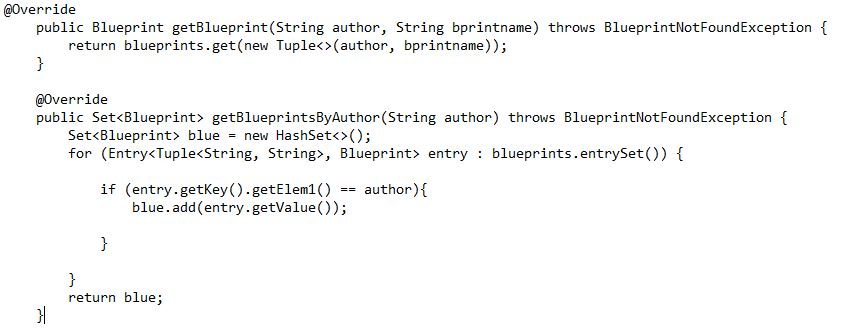 @Override
public Blueprint getBlueprint(String author, String bprintname) throws BlueprintNotFoundException {
return blueprints.get(new Tuple<>(author, bprintname));
}
@Override
public Set<Blueprint> getBlueprintsByAuthor(String author) throws BlueprintNotFoundException {
Set<Blueprint> blue = new HashSet<>();
for (Entry<Tuple<String, String>, Blueprint> entry : blueprints.entrySet()) {
if (entry.getKey().getElem1() == author){
blue.add(entry.getValue());
}
}
return blue;
}